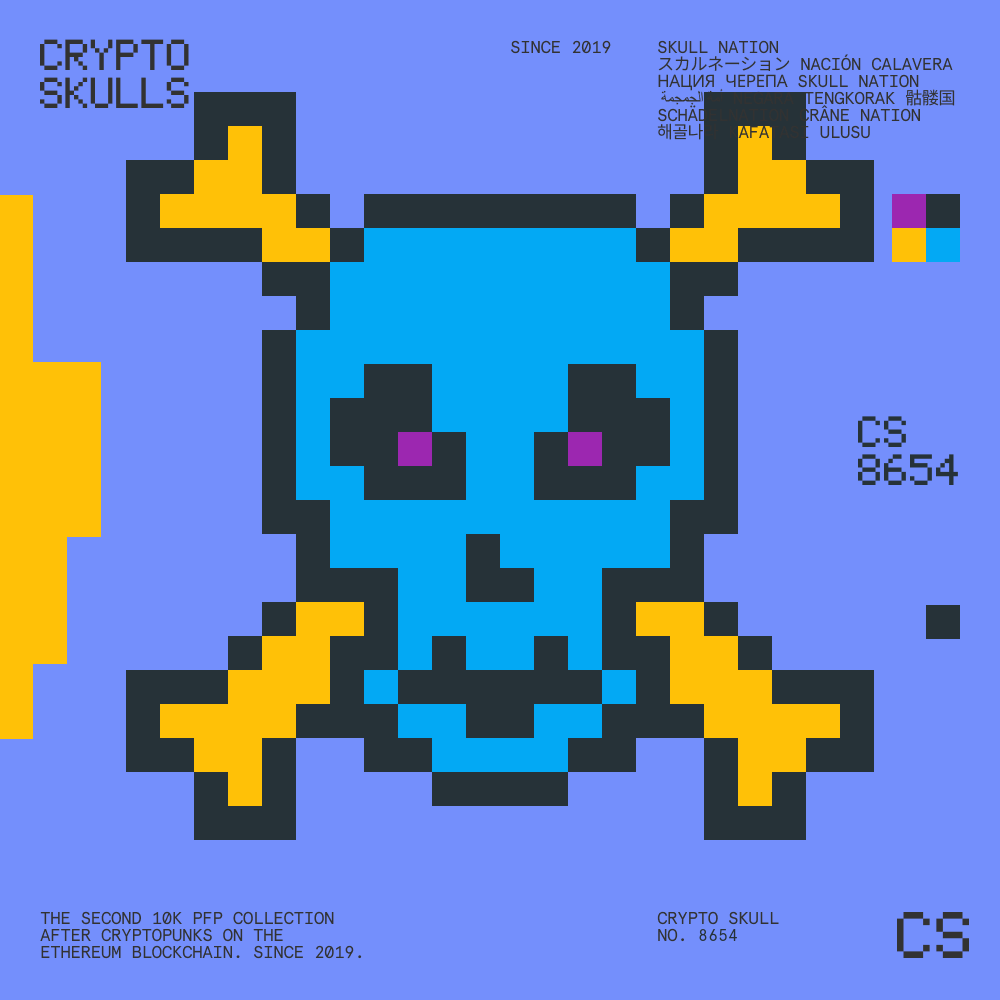 CRYPTO
SKULLS
SINCE 2019
SKULL NATION
スカルネーション NACIÓN CALAVERA
НАЦИЯ ЧЕРЕПА SKULL NATION
TENGKORAK 骷髅国
CRÂNE NATION
ULUSU
CS
8654
THE SECOND 10K PFP COLLECTION
AFTER CRYPTOPUNKS ON THE
ETHEREUM BLOCKCHAIN. SINCE 2019.
CRYPTO SKULL
NO. 8654
CS